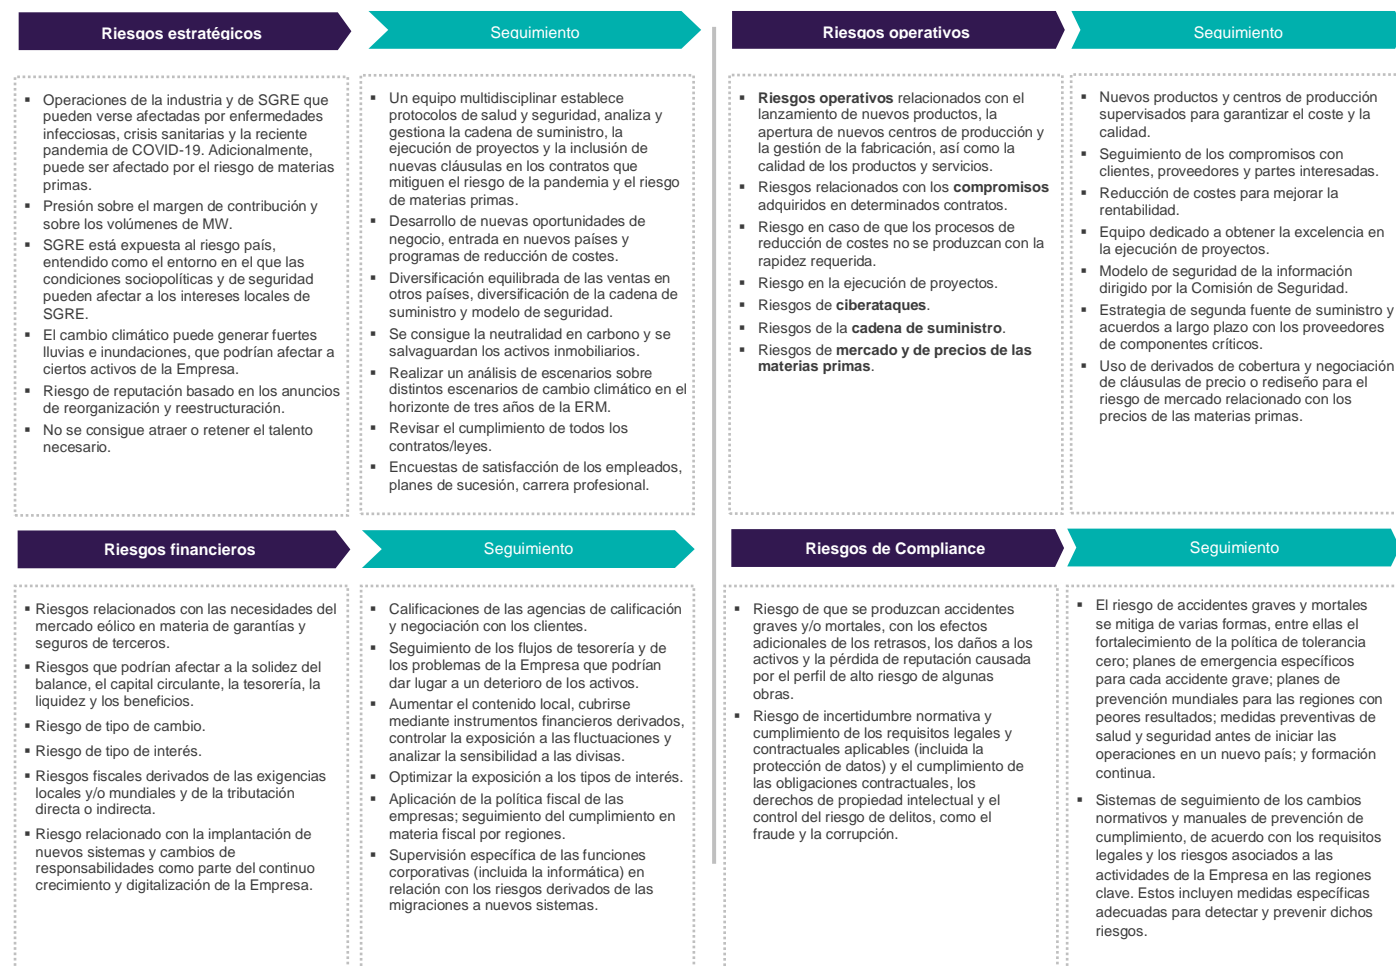 Riesgos estratégicos
Seguimiento
▪ Operaciones de la industria y de SGRE que
pueden verse afectadas por enfermedades
infecciosas, crisis sanitarias y la reciente
pandemia de COVID-19. Adicionalmente,
puede ser afectado por el riesgo de materias
primas.
▪ Presión sobre el margen de contribución y
sobre los volúmenes de MW.
▪ SGRE está expuesta al riesgo país,
entendido como el entorno en el que las
condiciones sociopolíticas y de seguridad
pueden afectar a los intereses locales de
SGRE.
▪ El cambio climático puede generar fuertes
lluvias e inundaciones, que podrían afectar a
ciertos activos de la Empresa.
▪ Riesgo de reputación basado en los anuncios
de reorganización y reestructuración.
▪ No se consigue atraer o retener el talento
necesario.
▪ Un equipo multidisciplinar establece
protocolos de salud y seguridad, analiza y
gestiona la cadena de suministro, la
ejecución de proyectos y la inclusión de
nuevas cláusulas en los contratos que
mitiguen el riesgo de la pandemia y el riesgo
de materias primas.
▪ Desarrollo de nuevas oportunidades de
negocio, entrada en nuevos países y
programas de reducción de costes.
▪ Diversificación equilibrada de las ventas en
otros países, diversificación de la cadena de
suministro y modelo de seguridad.
▪ Se consigue la neutralidad en carbono y se
salvaguardan los activos inmobiliarios.
▪ Realizar un análisis de escenarios sobre
distintos escenarios de cambio climático en el
horizonte de tres años de la ERM.
▪ Revisar el cumplimiento de todos los
contratos/leyes.
▪ Encuestas de satisfacción de los empleados,
planes de sucesión, carrera profesional.
Riesgos operativos
Seguimiento
▪ Riesgos operativos relacionados con el
lanzamiento de nuevos productos, la
apertura de nuevos centros de producción y
la gestión de la fabricación, así como la
calidad de los productos y servicios.
▪ Riesgos relacionados con los compromisos
adquiridos en determinados contratos.
▪ Riesgo en caso de que los procesos de
reducción de costes no se produzcan con la
rapidez requerida.
▪ Riesgo en la ejecución de proyectos.
▪ Riesgos de ciberataques.
▪ Riesgos de la cadena de suministro.
▪ Riesgos de mercado y de precios de las
materias primas.
▪ Nuevos productos y centros de producción
supervisados para garantizar el coste y la
calidad.
▪ Seguimiento de los compromisos con
clientes, proveedores y partes interesadas.
▪ Reducción de costes para mejorar la
rentabilidad.
▪ Equipo dedicado a obtener la excelencia en
la ejecución de proyectos.
▪ Modelo de seguridad de la información
dirigido por la Comisión de Seguridad.
▪ Estrategia de segunda fuente de suministro y
acuerdos a largo plazo con los proveedores
de componentes críticos.
▪ Uso de derivados de cobertura y negociación
de cláusulas de precio o rediseño para el
riesgo de mercado relacionado con los
precios de las materias primas.
Riesgos financieros
Seguimiento
▪ Riesgos relacionados con las necesidades del
mercado eólico en materia de garantías y
seguros de terceros.
▪ Riesgos que podrían afectar a la solidez del
balance, el capital circulante, la tesorería, la
liquidez y los beneficios.
▪ Riesgo de tipo de cambio.
▪ Riesgo de tipo de interés.
▪ Riesgos fiscales derivados de las exigencias
locales y/o mundiales y de la tributación
directa o indirecta.
▪ Riesgo relacionado con la implantación de
nuevos sistemas y cambios de
responsabilidades como parte del continuo
crecimiento y digitalización de la Empresa.
▪ Calificaciones de las agencias de calificación
y negociación con los clientes.
▪ Seguimiento de los flujos de tesorería y de
los problemas de la Empresa que podrían
dar lugar a un deterioro de los activos.
▪ Aumentar el contenido local, cubrirse
mediante instrumentos financieros derivados,
controlar la exposición a las fluctuaciones y
analizar la sensibilidad a las divisas.
▪ Optimizar la exposición a los tipos de interés.
▪ Aplicación de la política fiscal de las
empresas; seguimiento del cumplimiento en
materia fiscal por regiones.
▪ Supervisión específica de las funciones
corporativas (incluida la informática) en
relación con los riesgos derivados de las
migraciones a nuevos sistemas.
Riesgos de Compliance
Seguimiento
▪ Riesgo de que se produzcan accidentes
graves y/o mortales, con los efectos
adicionales de los retrasos, los daños a los
activos y la pérdida de reputación causada
por el perfil de alto riesgo de algunas
obras.
▪ Riesgo de incertidumbre normativa y
cumplimiento de los requisitos legales y
contractuales aplicables (incluida la
protección de datos) y el cumplimiento de
las obligaciones contractuales, los
derechos de propiedad intelectual y el
control del riesgo de delitos, como el
fraude y la corrupción.
▪ El riesgo de accidentes graves y mortales
se mitiga de varias formas, entre ellas el
fortalecimiento de la política de tolerancia
cero; planes de emergencia específicos
para cada accidente grave; planes de
prevención mundiales para las regiones con
peores resultados; medidas preventivas de
salud y seguridad antes de iniciar las
operaciones en un nuevo país; y formación
continua.
▪ Sistemas de seguimiento de los cambios
normativos y manuales de prevención de
cumplimiento, de acuerdo con los requisitos
legales y los riesgos asociados a las
actividades de la Empresa en las regiones
clave. Estos incluyen medidas específicas
adecuadas para detectar y prevenir dichos
riesgos.